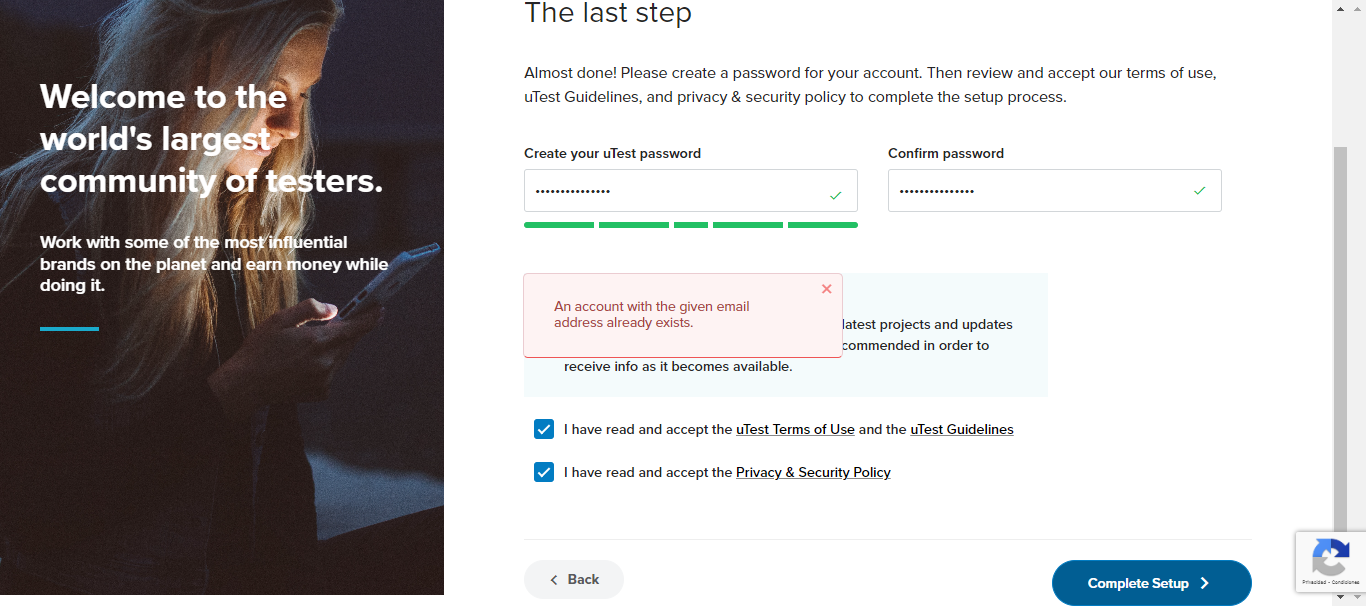 Welcome to the
world's largest
community of testers.
Work with some of the most influential
brands on the planet and earn money while
doing it.
The last step
Almost done! Please create a password for your account. Then review and accept our terms of use,
uTest Guidelines, and privacy & security policy to complete the setup process.
Create your uTest password
Confirm password
•••••••••••••••
•••••••••••••••
An account with the given email
address already exists.
latest projects and updates
commended in order to
receive info as it becomes available.
I have read and accept the uTest Terms of Use and the uTest Guidelines
I have read and accept the Privacy & Security Policy
Back
Complete Setup
Privacidad - Condiciones